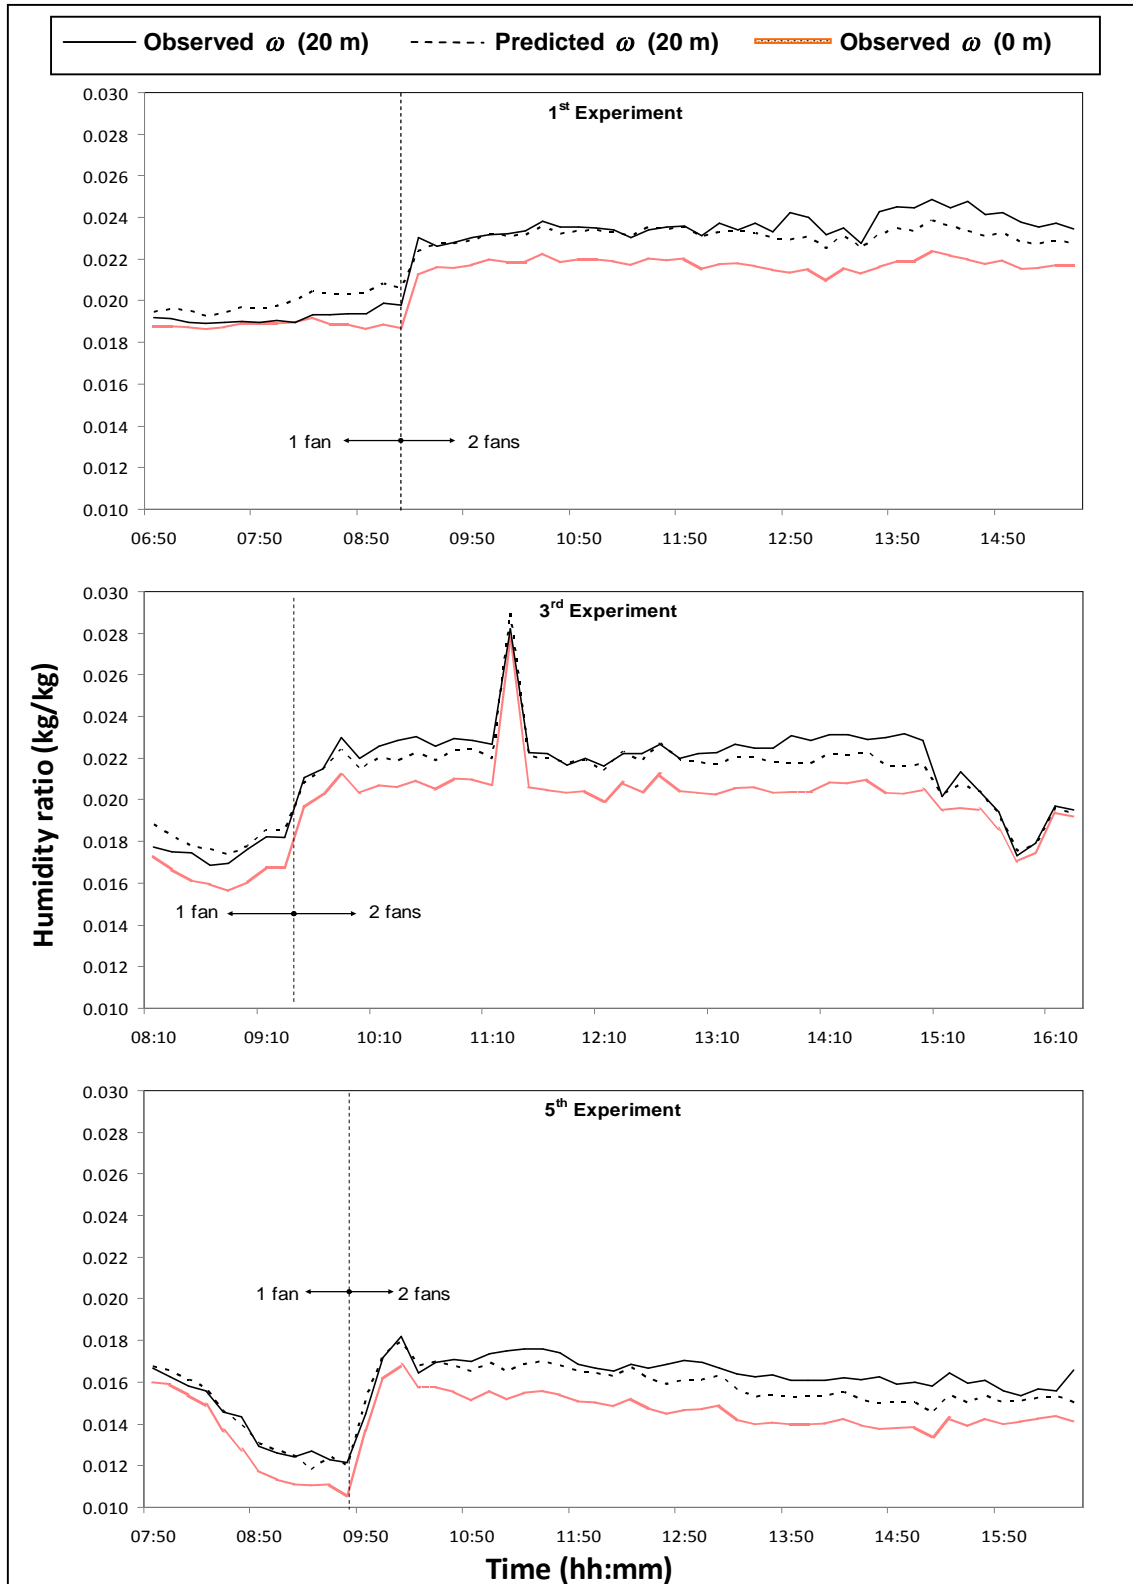 Observed ω (20 m) Predicted ω (20 m) Observed ω (0 m)
1st Experiment
0.030
0.028
0.026
0.024
0.022
0.020
0.018
0.016
0.014
0.012
0.010
1 fan 2 fans
06:50 07:50 08:50 09:50 10:50 11:50 12:50 13:50 14:50
Humidity ratio (kg/kg)
3rd Experiment
0.030
0.028
0.026
0.024
0.022
0.020
0.018
0.016
0.014
0.012
0.010
1 fan 2 fans
08:10 09:10 10:10 11:10 12:10 13:10 14:10 15:10 16:10
5th Experiment
0.030
0.028
0.026
0.024
0.022
0.020
0.018
0.016
0.014
0.012
0.010
1 fan 2 fans
07:50 08:50 09:50 10:50 11:50 12:50 13:50 14:50 15:50
Time (hh:mm)